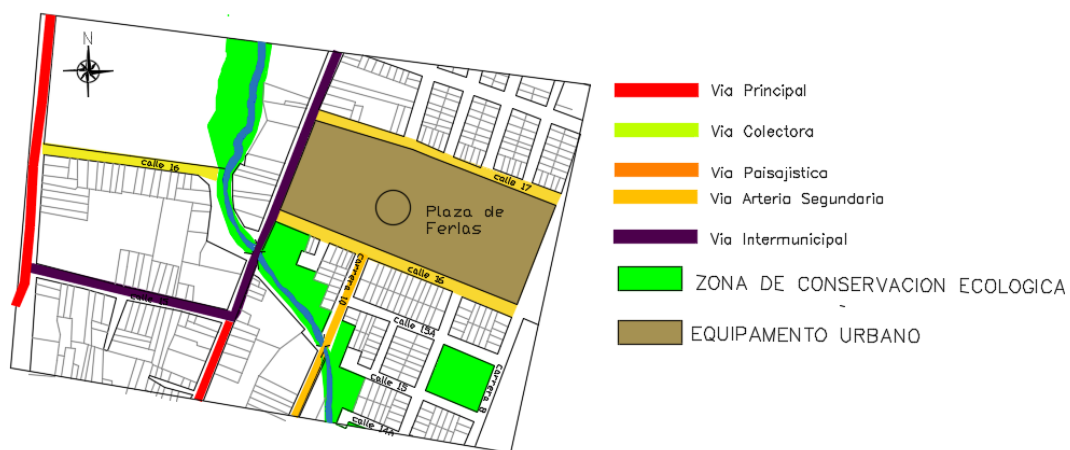 N
calle 16
calle 17
Plaza de
Ferias
calle 16
Carrera 10
calle 15A
calle 15
Carrera 8
calle 14A
Via Principal
Via Colectora
Via Paisajistica
Via Arteria Segundaria
Via Intermunicipal
ZONA DE CONSERVACION ECOLOGICA
EQUIPAMENTO URBANO